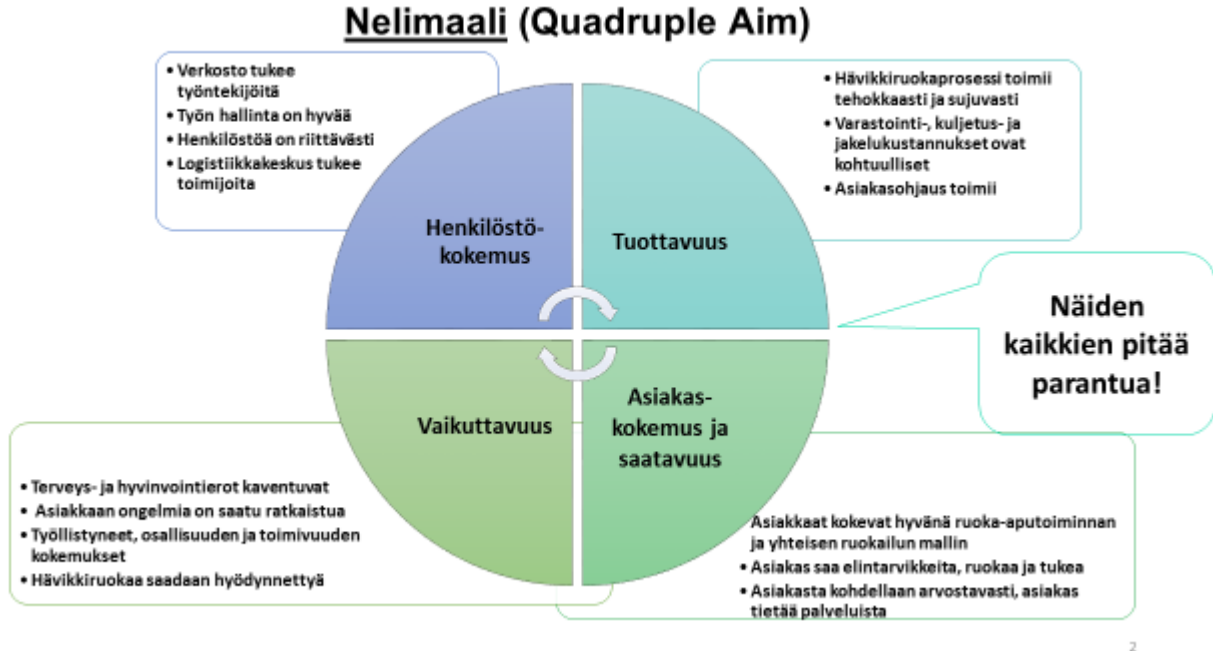 Nelimaali (Quadruple Aim)
• Verkosto tukee
työntekijöitä
• Työn hallinta on hyvää
• Henkilöstöä on riittävästi
• Logistiikkakeskus tukee
toimijoita
• Hävikkiruokaprosessi toimii
tehokkaasti ja sujuvasti
• Varastointi-, kuljetus- ja
jakelukustannukset ovat
kohtuulliset
• Asiakasohjaus toimii
Henkilöstö-
kokemus
Tuottavuus
Näiden
kaikkien pitää
parantua!
Vaikuttavuus
Asiakas-
kokemus ja
saatavuus
• Terveys- ja hyvinvointierot kaventuvat
• Asiakkaan ongelmia on saatu ratkaistua
• Työllistyneet, osallisuuden ja toimivuuden
kokemukset
• Hävikkiruokaa saadaan hyödynnettyä
Asiakkaat kokevat hyvänä ruoka-aputoiminnan
ja yhteisen ruokailun mallin
• Asiakas saa elintarvikkeita, ruokaa ja tukea
• Asiakasta kohdellaan arvostavasti, asiakas
tietää palveluista
2